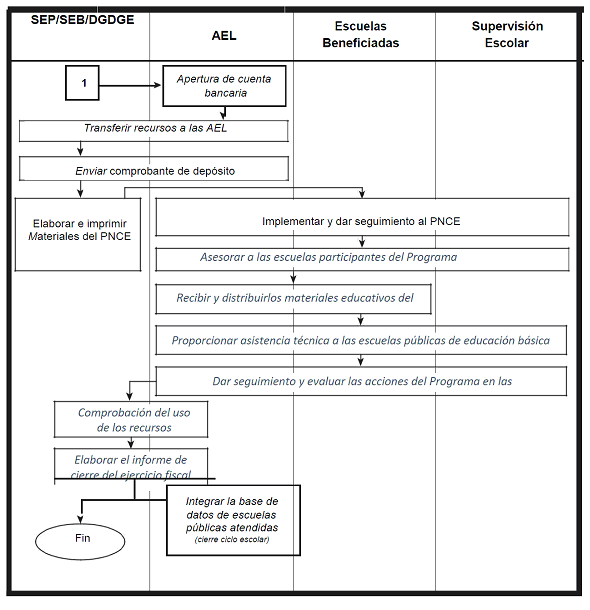 SEP/SEB/DGDGE
AEL
Escuelas
Beneficiadas
Supervisión
Escolar
1
Apertura de cuenta
bancaria
Transferir recursos a las AEL
Enviar comprobante de depósito
Elaborar e imprimir
Materiales del PNCE
Implementar y dar seguimiento al PNCE
Asesorar a las escuelas participantes del Programa
Recibir y distribuirlos materiales educativos del
Proporcionar asistencia técnica a las escuelas públicas de educación básica
Dar seguimiento y evaluar las acciones del Programa en las
Comprobación del uso
de los recursos
Elaborar el informe de
cierre del ejercicio fiscal
Integrar la base de
datos de escuelas
públicas atendidas
(cierre ciclo escolar)
Fin